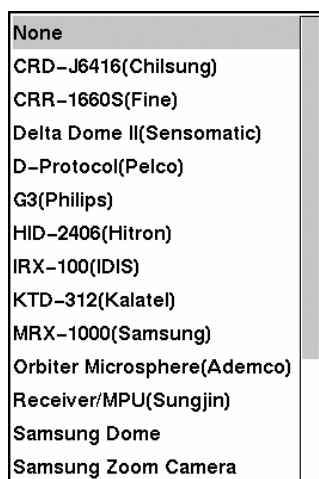 None
CRD-J6416(Chilsung)
CRR-1660S(Fine)
Delta Dome II(Sensomatic)
D-Protocol(Pelco)
G3(Philips)
HID-2406(Hitron)
IRX-100(IDIS)
KTD-312(Kalatel)
MRX-1000(Samsung)
Orbiter Microsphere(Ademco)
Receiver/MPU(Sungjin)
Samsung Dome
Samsung Zoom Camera